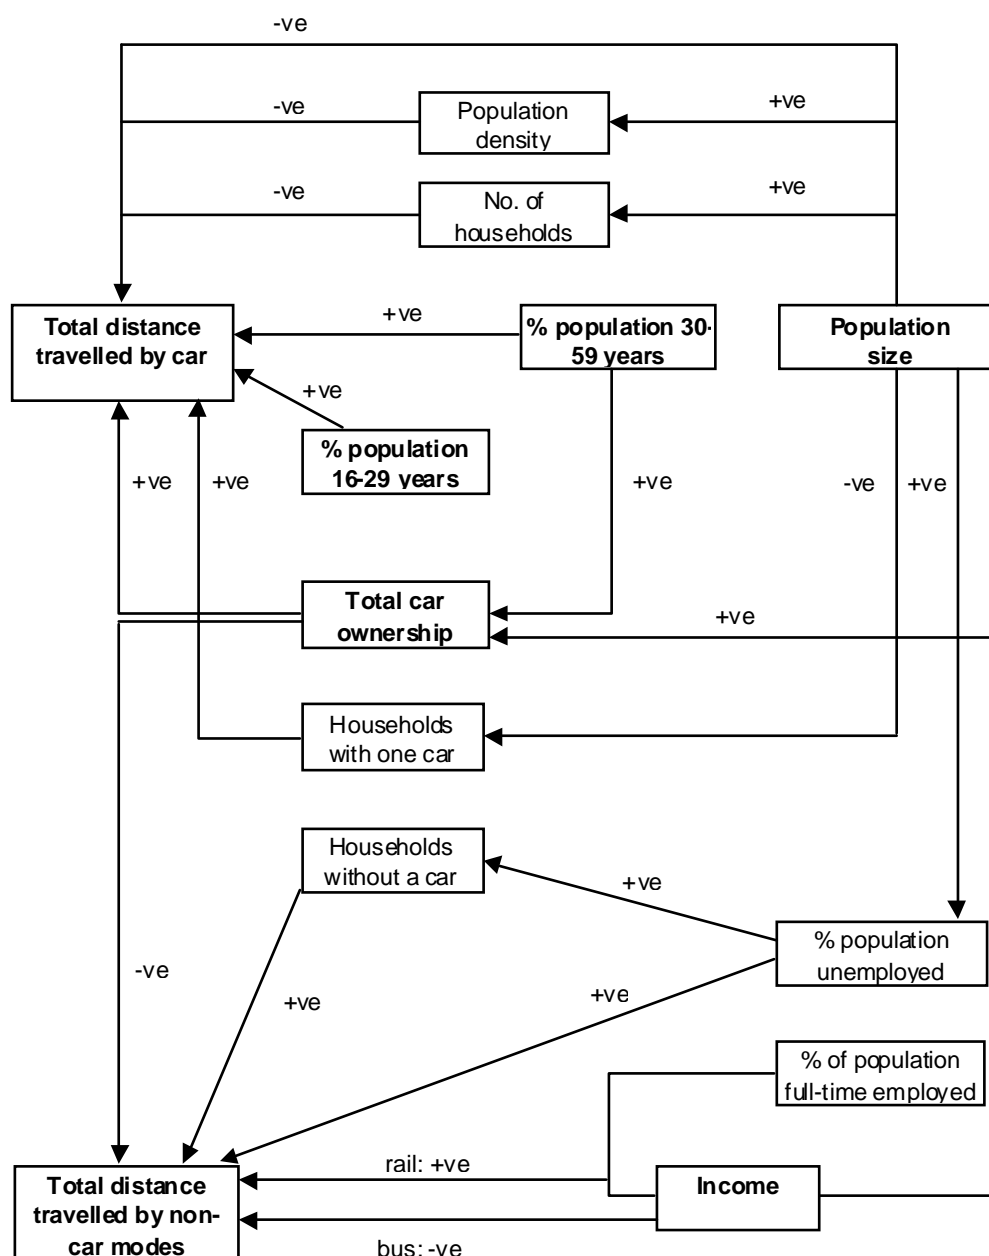 -ve
-ve
Population
density
+ve
-ve
No. of
households
+ve
Total distance
travelled by car
+ve
% population 30-
59 years
Population
size
+ve
% population
16-29 years
+ve
+ve
+ve
-ve
+ve
Total car
ownership
+ve
Households
with one car
Households
without a car
+ve
% population
unemployed
-ve
+ve
+ve
% of population
full-time employed
rail: +ve
Income
Total distance
travelled by non-
car modes
bus: -ve